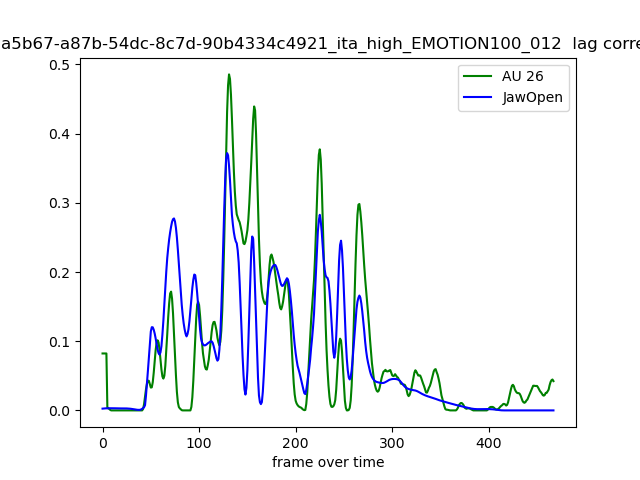 a5b67-a87b-54dc-8c7d-90b4334c4921_ita_high_EMOTION100_012 lag corre
AU 26
JawOpen
0.5
0.4
0.3
0.2
0.1
0.0
0 100 200 300 400
frame over time